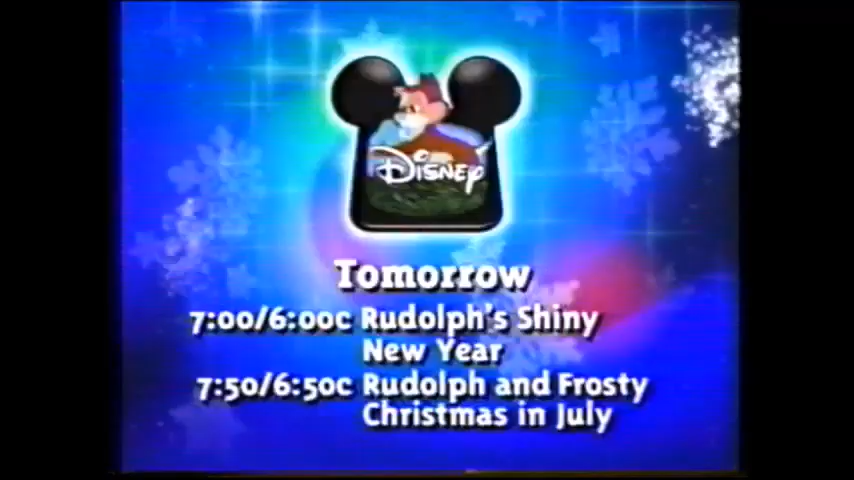 Disney
Tomorrow
7:00/6:00c Rudolph's Shiny
New Year
7:50/6:50c Rudolph and Frosty
Christmas in July